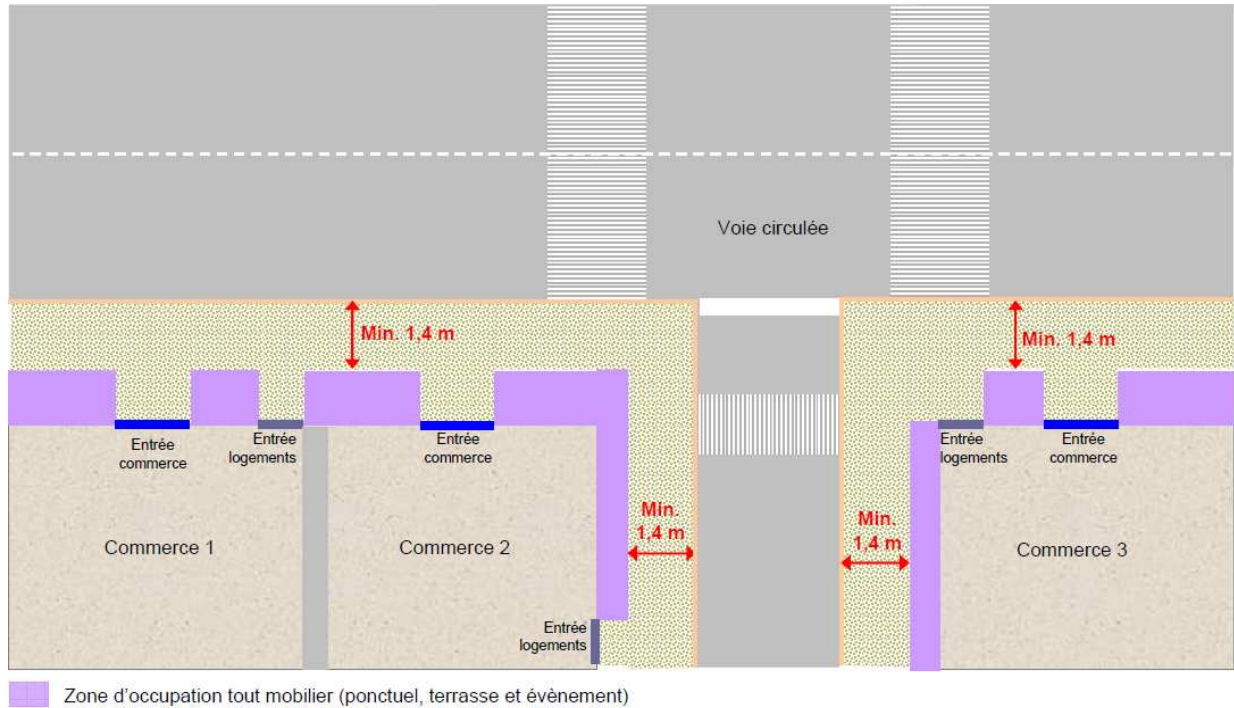 Voie circulée
Min. 1,4 m
Min. 1,4 m
Entrée
commerce
Entrée
logements
Entrée
commerce
Entrée
logements
Entrée
commerce
Min.
1,4 m
Min.
1,4 m
Commerce 1
Commerce 2
Commerce 3
Entrée
logements
Zone d'occupation tout mobilier (ponctuel, terrasse et évènement)